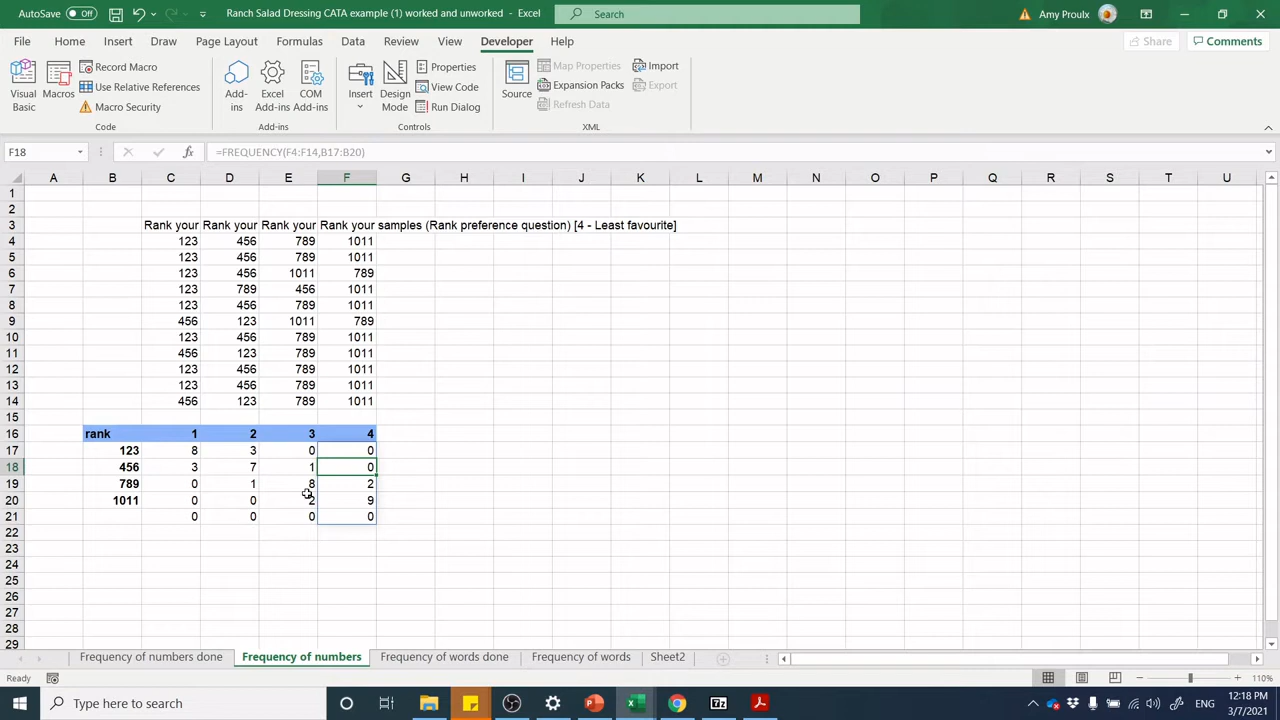 AutoSave Off Ranch Salad Dressing CATA example (1) worked and unworked - Excel Search Amy Proulx
File Home Insert Draw Page Layout Formulas Data Review View Developer Help Share Comments
Visual Basic Macros Record Macro Use Relative References Macro Security Add-ins Excel Add-ins COM Add-ins Insert Design Mode Properties View Code Run Dialog Source Map Properties Expansion Packs Refresh Data Import Export
Code Add-ins Controls XML
F18 fx =FREQUENCY(F4:F14,B17:B20)
A B C D E F G H I J K L M N O P Q R S T U
1
2
3 Rank your Rank your Rank your Rank your samples (Rank preference question) [4 - Least favourite]
4 123 456 789 1011
5 123 456 789 1011
6 123 456 1011 789
7 123 789 456 1011
8 123 456 789 1011
9 456 123 1011 789
10 123 456 789 1011
11 456 123 789 1011
12 123 456 789 1011
13 123 456 789 1011
14 456 123 789 1011
15
16 rank 1 2 3 4
17 123 8 3 0 0
18 456 3 7 1 0
19 789 0 1 8 2
20 1011 0 0 2 9
21 0 0 0 0
22
23
24
25
26
27
28
29
Frequency of numbers done Frequency of numbers Frequency of words done Frequency of words Sheet2
Ready 110%
Type here to search ENG 12:18 PM
3/7/2021